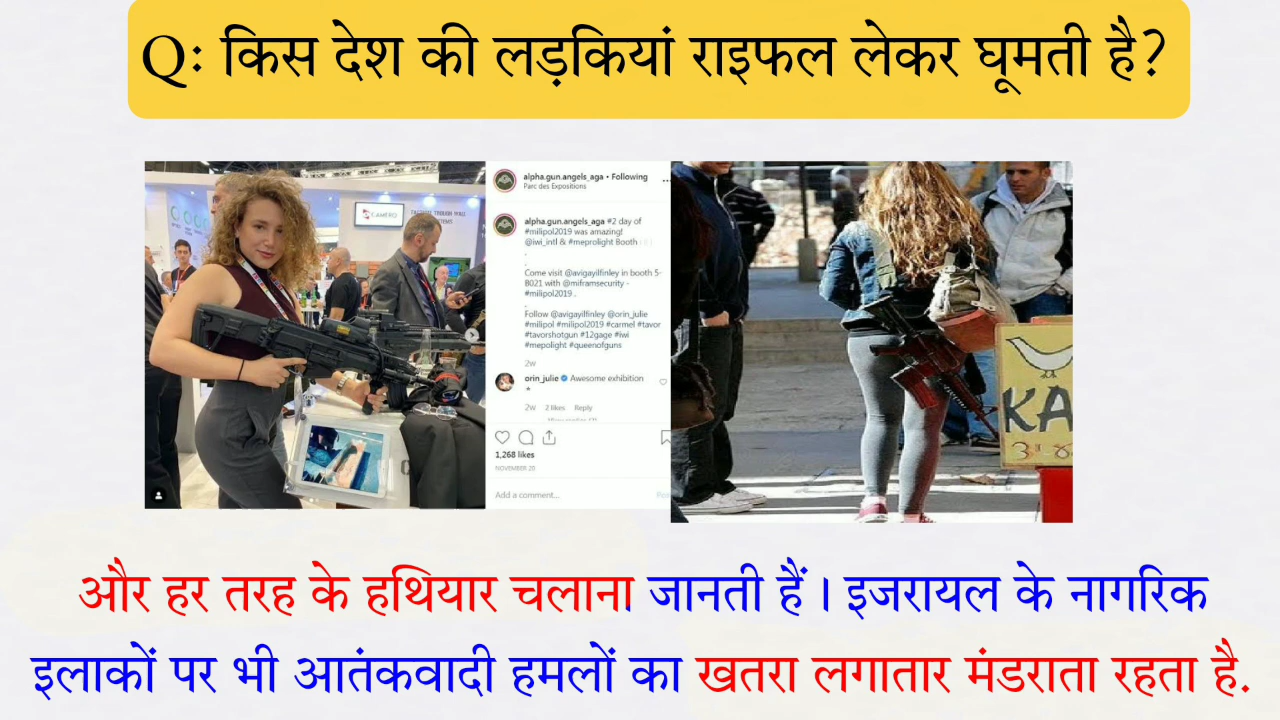 Q: किस देश की लड़कियां राइफल लेकर घूमती है?
CAMERO
alpha.gun.angels_aga • Following
Parc des Expositions
alpha.gun.angels_aga #2 day of
#milipol2019 was amazing!
@iwi_intl & #meprolight Booth
.
.
Come visit @avigayilfinley in booth 5-
B021 with @miframsecurity -
#milipol2019 .
.
Follow @avigayilfinley @orin_julie
#milipol #milipol2019 #carmel #tavor
#tavorshotgun #12gage #iwi
#mepolight #queenofguns
2w
orin_julie Awesome exhibition
2w 2 likes Reply
1,268 likes
NOVEMBER 20
Add a comment...
KA
31-8
और हर तरह के हथियार चलाना जानती हैं । इजरायल के नागरिक
इलाकों पर भी आतंकवादी हमलों का खतरा लगातार मंडराता रहता है.